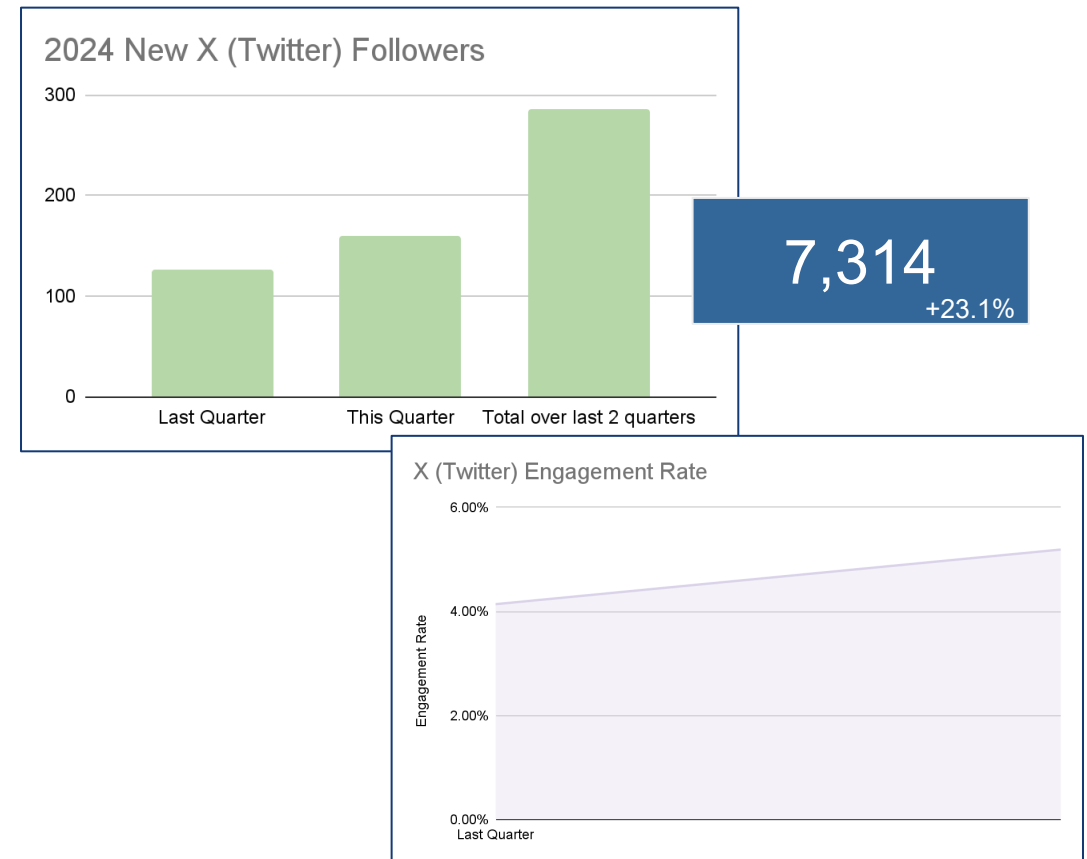 2024 New X (Twitter) Followers
300
200
100
0
Last Quarter
This Quarter
Total over last 2 quarters
7,314
+23.1%
X (Twitter) Engagement Rate
6.00%
4.00%
2.00%
0.00%
Engagement Rate
Last Quarter